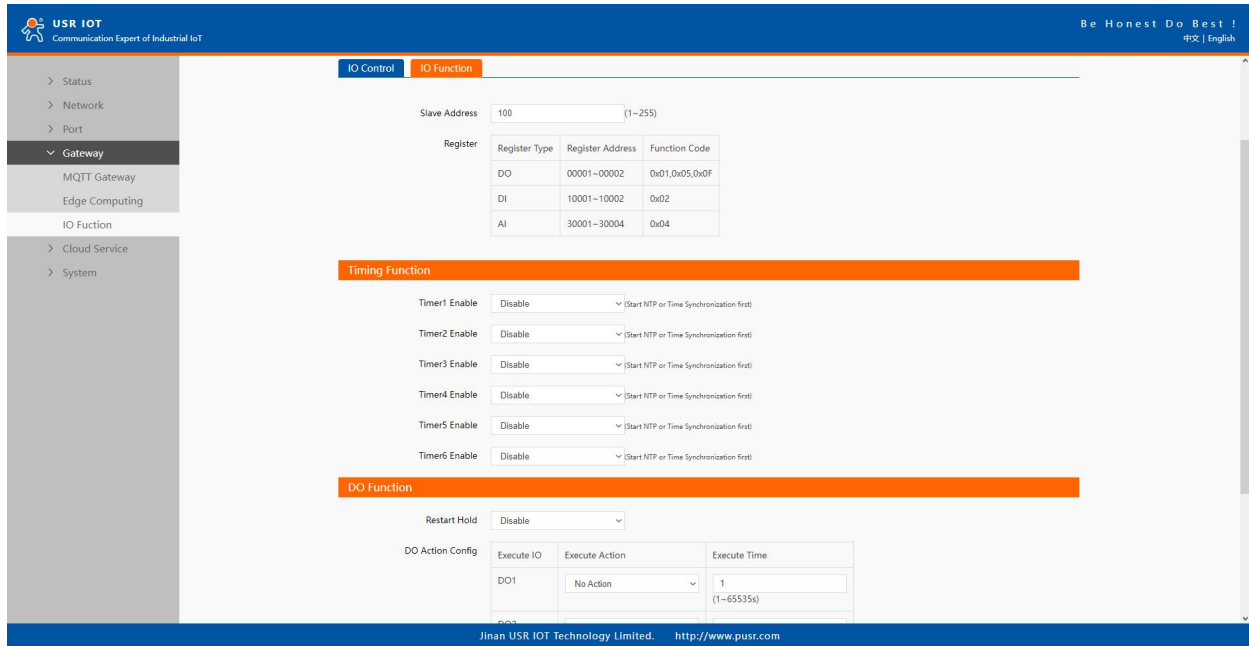 USR IOT
Communication Expert of Industrial IoT
Be Honest Do Best !
中文 | English
Status
Network
Port
Gateway
MQTT Gateway
Edge Computing
IO Fuction
Cloud Service
System
IO Control IO Function
Slave Address 100 (1~255)
Register
Register Type Register Address Function Code
DO 00001~00002 0x01,0x05,0x0F
DI 10001~10002 0x02
AI 30001~30004 0x04
Timing Function
Timer1 Enable Disable (Start NTP or Time Synchronization first)
Timer2 Enable Disable (Start NTP or Time Synchronization first)
Timer3 Enable Disable (Start NTP or Time Synchronization first)
Timer4 Enable Disable (Start NTP or Time Synchronization first)
Timer5 Enable Disable (Start NTP or Time Synchronization first)
Timer6 Enable Disable (Start NTP or Time Synchronization first)
DO Function
Restart Hold Disable
DO Action Config
Execute IO Execute Action Execute Time
DO1 No Action 1
(1~65535s)
Jinan USR IOT Technology Limited. http://www.pusr.com